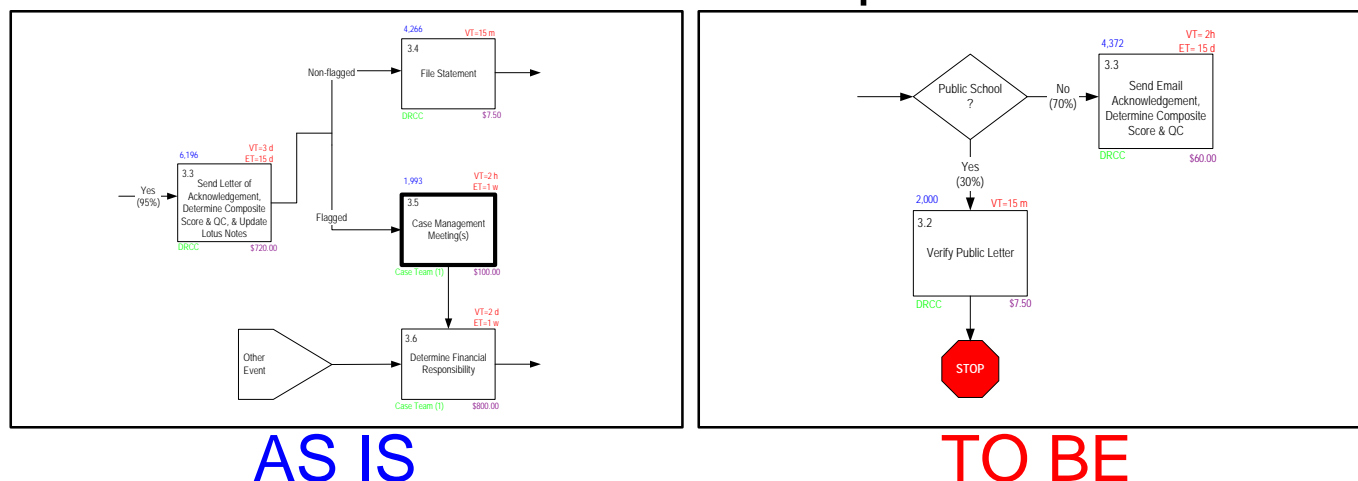 4,266
VT=15 m
3.4
File Statement
DRCC
$7.50
Non-flagged
6,196
VT=3 d
ET=15 d
3.3
Send Letter of
Acknowledgement,
Determine Composite
Score & QC, & Update
Lotus Notes
DRCC
$720.00
Yes
(95%)
Flagged
1,993
VT=2 h
ET=1 w
3.5
Case Management
Meeting(s)
Case Team (1)
$100.00
VT=2 d
ET=1 w
3.6
Determine Financial
Responsibility
Case Team (1)
$800.00
Other
Event
AS IS
Public School
?
No
(70%)
4,372
VT= 2h
ET= 15 d
3.3
Send Email
Acknowledgement,
Determine Composite
Score & QC
DRCC
$60.00
Yes
(30%)
2,000
VT=15 m
3.2
Verify Public Letter
DRCC
$7.50
STOP
TO BE